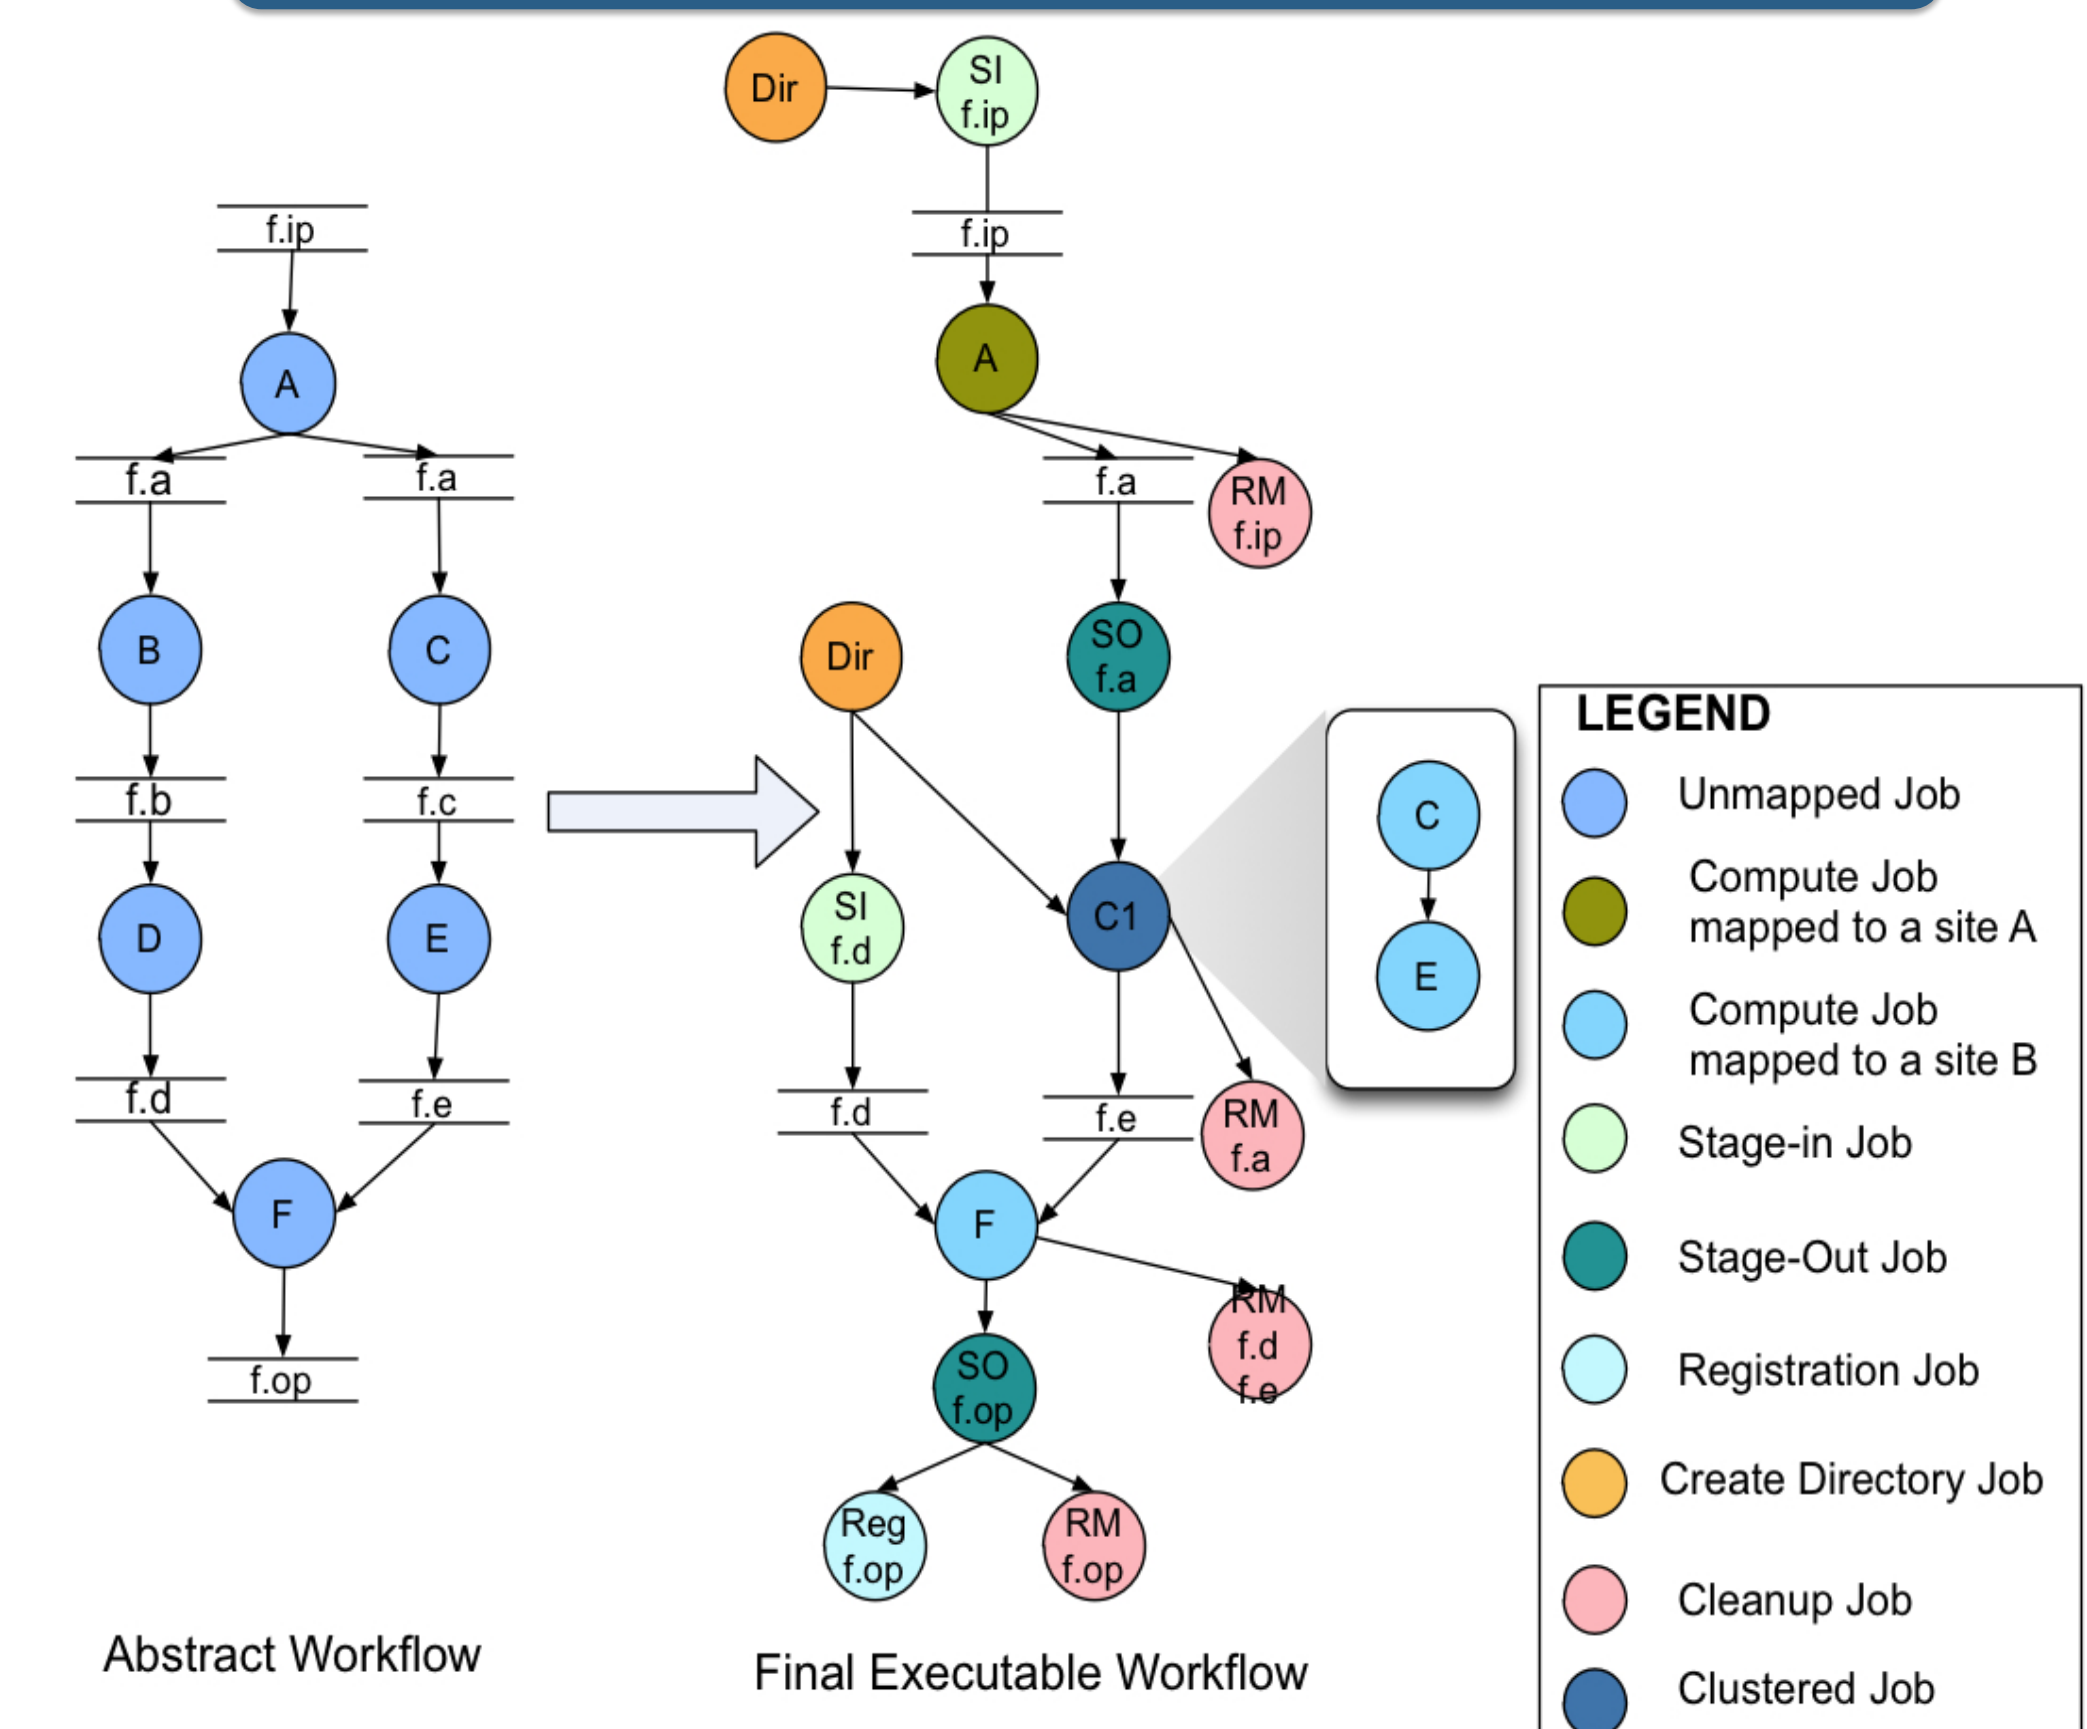 f.ip
A
f.a
f.a
B
C
f.b
f.c
D
E
f.d
f.e
F
f.op
Abstract Workflow
Dir
SI
f.ip
f.ip
A
f.a
RM
f.ip
Dir
SO
f.a
SI
f.d
C1
C
E
f.d
f.e
RM
f.a
F
RM
f.d
f.e
SO
f.op
Reg
f.op
RM
f.op
Final Executable Workflow
LEGEND
Unmapped Job
Compute Job
mapped to a site A
Compute Job
mapped to a site B
Stage-in Job
Stage-Out Job
Registration Job
Create Directory Job
Cleanup Job
Clustered Job